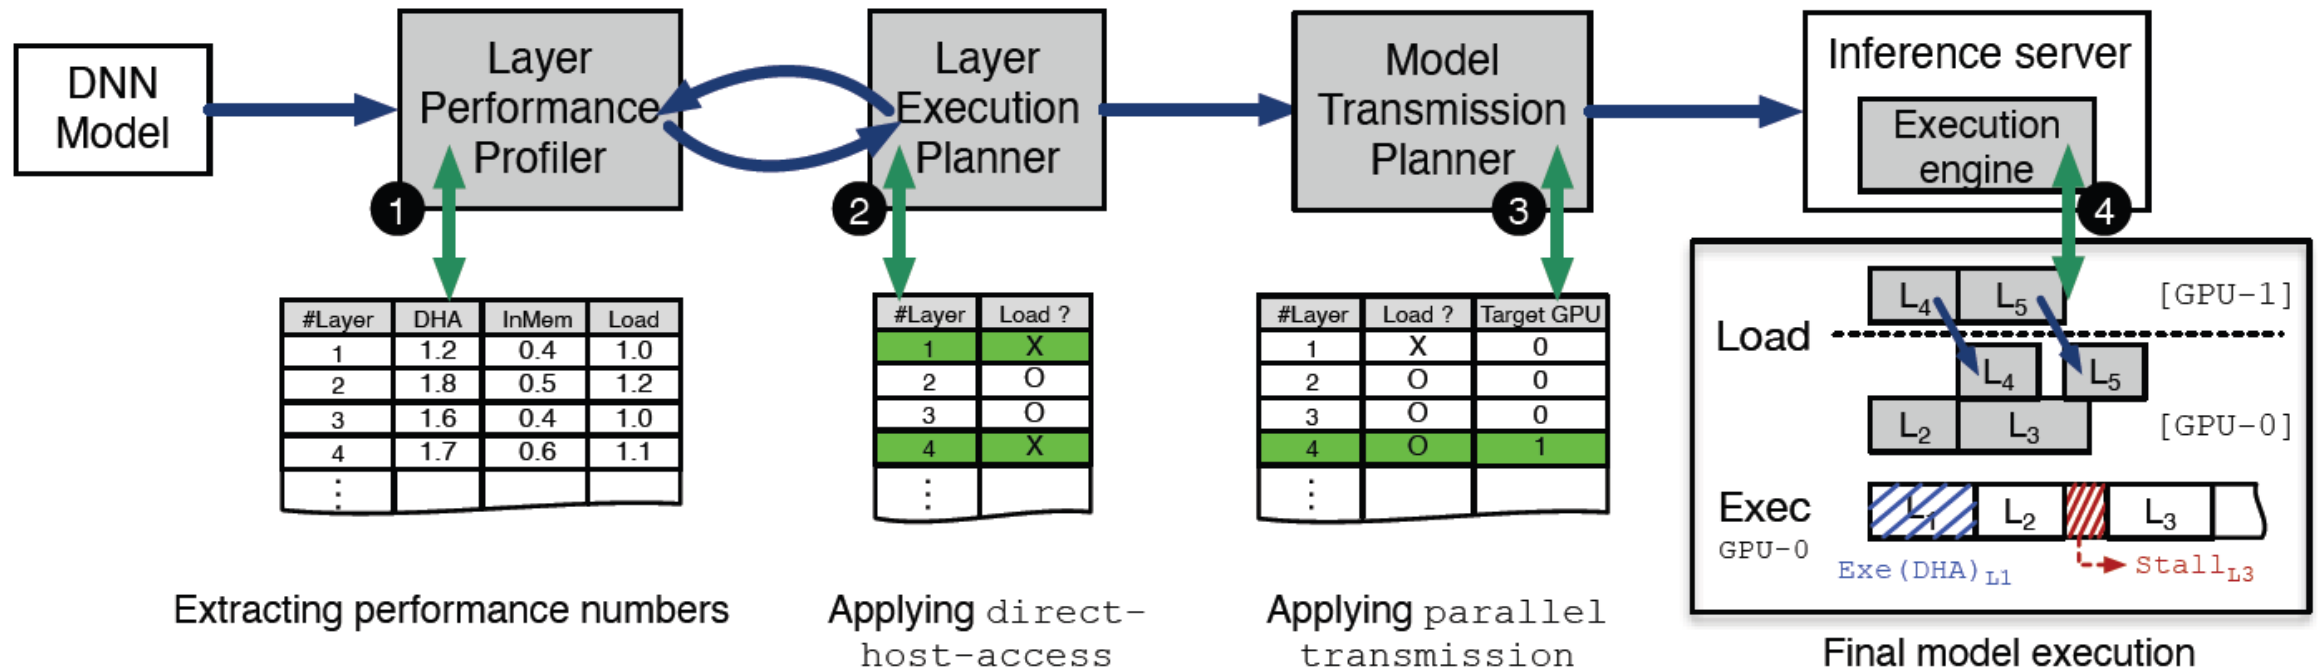 DNN
Model
Layer
Performance
Profiler
Layer
Execution
Planner
Model
Transmission
Planner
Inference server
Execution
engine
1
2
3
4
#Layer DHA InMem Load
1 1.2 0.4 1.0
2 1.8 0.5 1.2
3 1.6 0.4 1.0
4 1.7 0.6 1.1
⋮
#Layer Load ?
1 X
2 O
3 O
4 X
⋮
#Layer Load ? Target GPU
1 X 0
2 O 0
3 O 0
4 O 1
⋮
L4 L5 [GPU-1]
Load
L4 L5
L2 L3 [GPU-0]
Exec L1 L2 L3
GPU-0
Exe(DHA)L1 StallL3
Extracting performance numbers
Applying direct-
host-access
Applying parallel
transmission
Final model execution